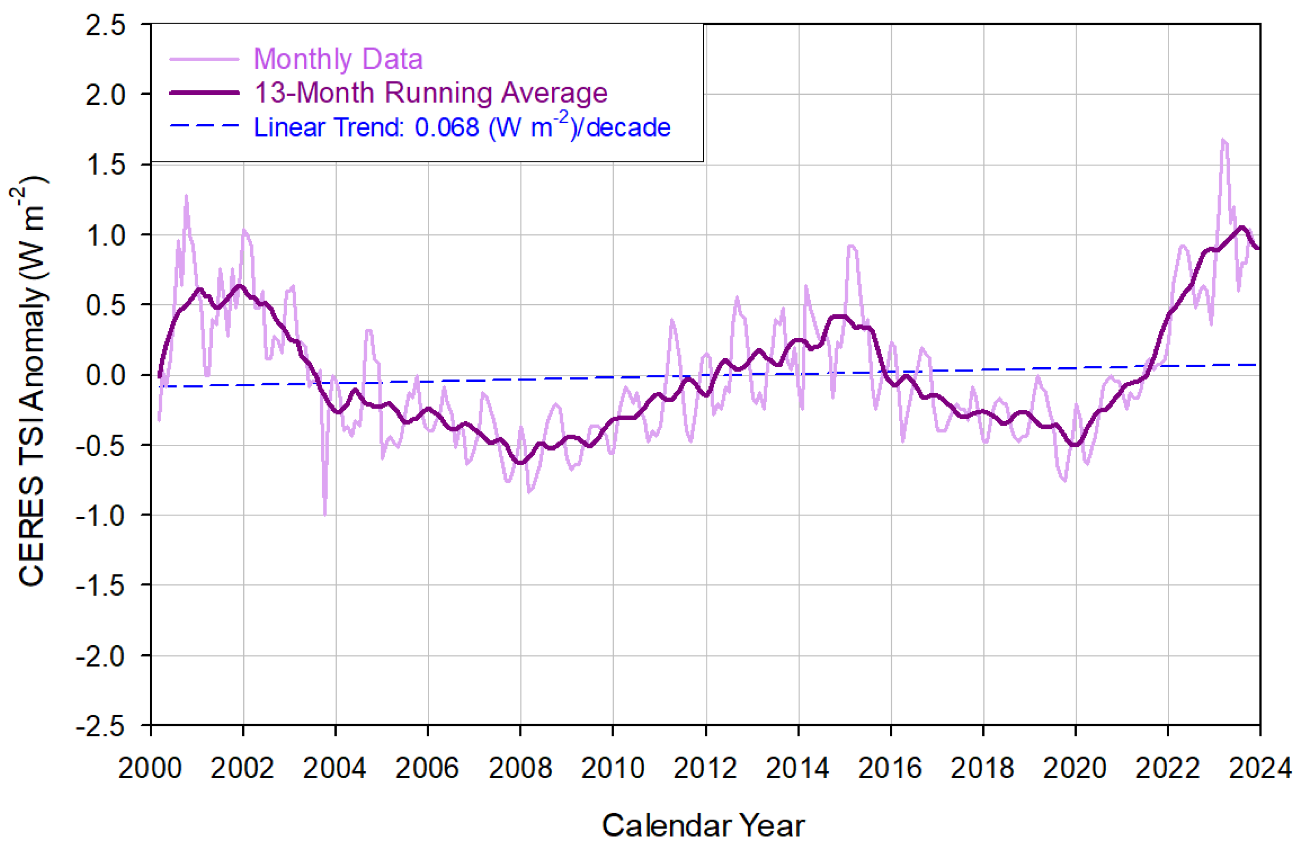 Monthly Data
13-Month Running Average
Linear Trend: 0.068 (W m-2)/decade
CERES TSI Anomaly (W m-2)
2.5
2.0
1.5
1.0
0.5
0.0
-0.5
-1.0
-1.5
-2.0
-2.5
2000 2002 2004 2006 2008 2010 2012 2014 2016 2018 2020 2022 2024
Calendar Year